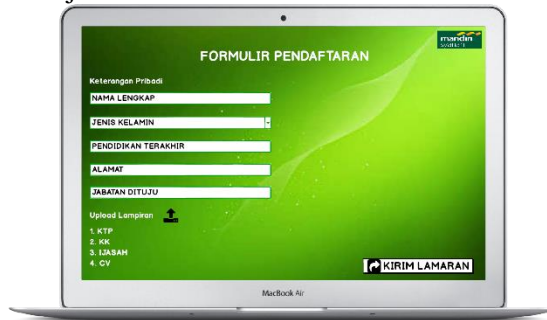 mandiri
FORMULIR PENDAFTARAN
Keterangan Pribadi
NAMA LENGKAP
JENIS KELAMIN
PENDIDIKAN TERAKHIR
ALAMAT
JABATAN DITUJU
Upload Lampiran
1. KTP
2. KK
3. IJASAH
4. CV
KIRIM LAMARAN
MacBook Air